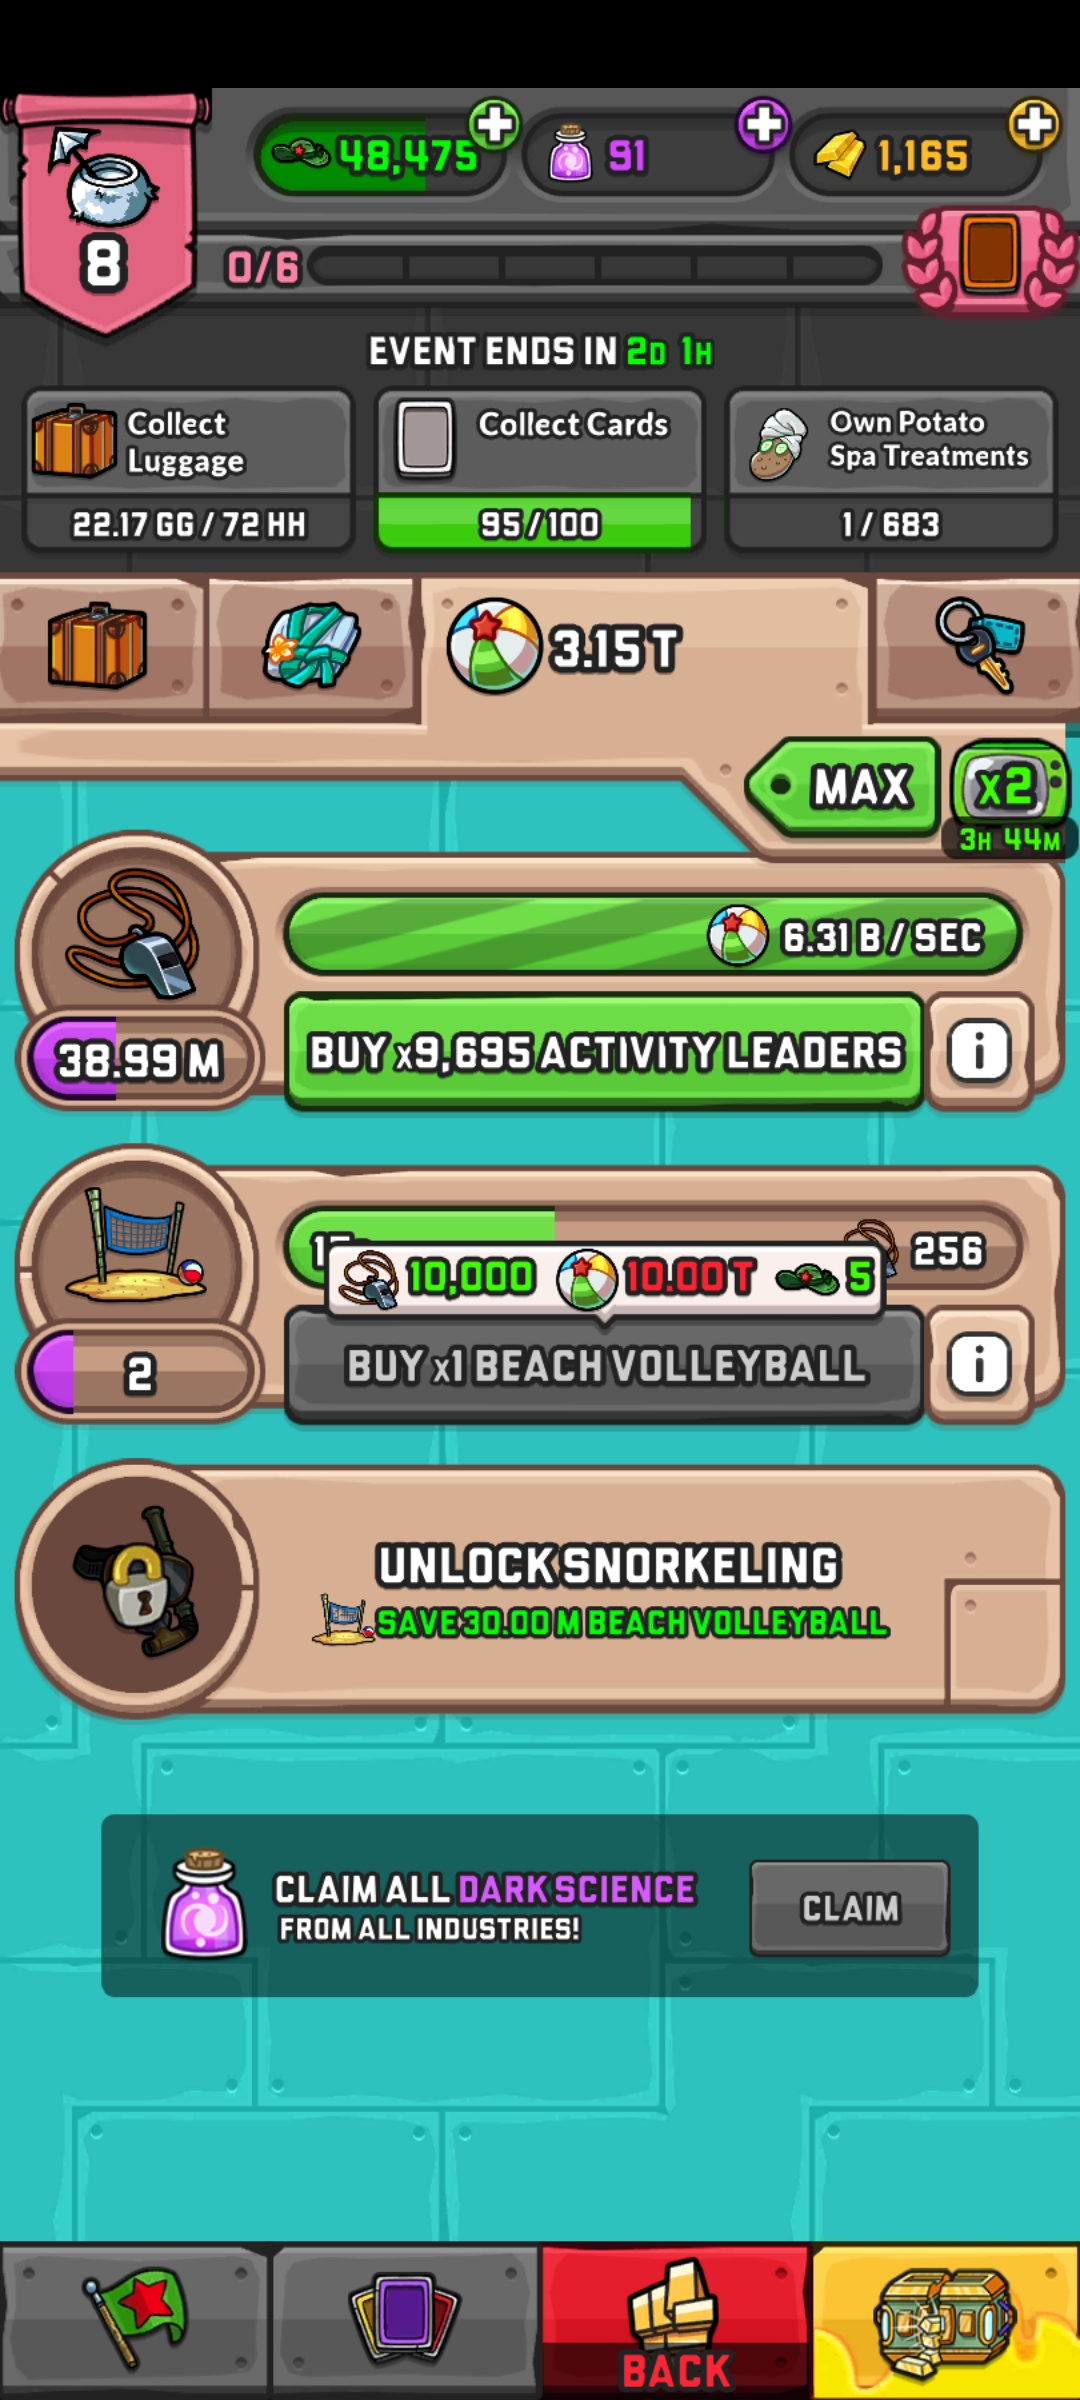 48,475
91
1,165
8
0/6
EVENT ENDS IN 2D 1H
Collect
Luggage
Collect Cards
Own Potato
Spa Treatments
22.17 GG / 72 HH
95 / 100
1 / 683
3.15 T
MAX
x2
3H 44M
6.31 B / SEC
38.99 M
BUY x9,695 ACTIVITY LEADERS
256
10,000
10.00 T
5
2
BUY x1 BEACH VOLLEYBALL
UNLOCK SNORKELING
SAVE 30.00 M BEACH VOLLEYBALL
CLAIM ALL DARK SCIENCE
FROM ALL INDUSTRIES!
CLAIM
BACK